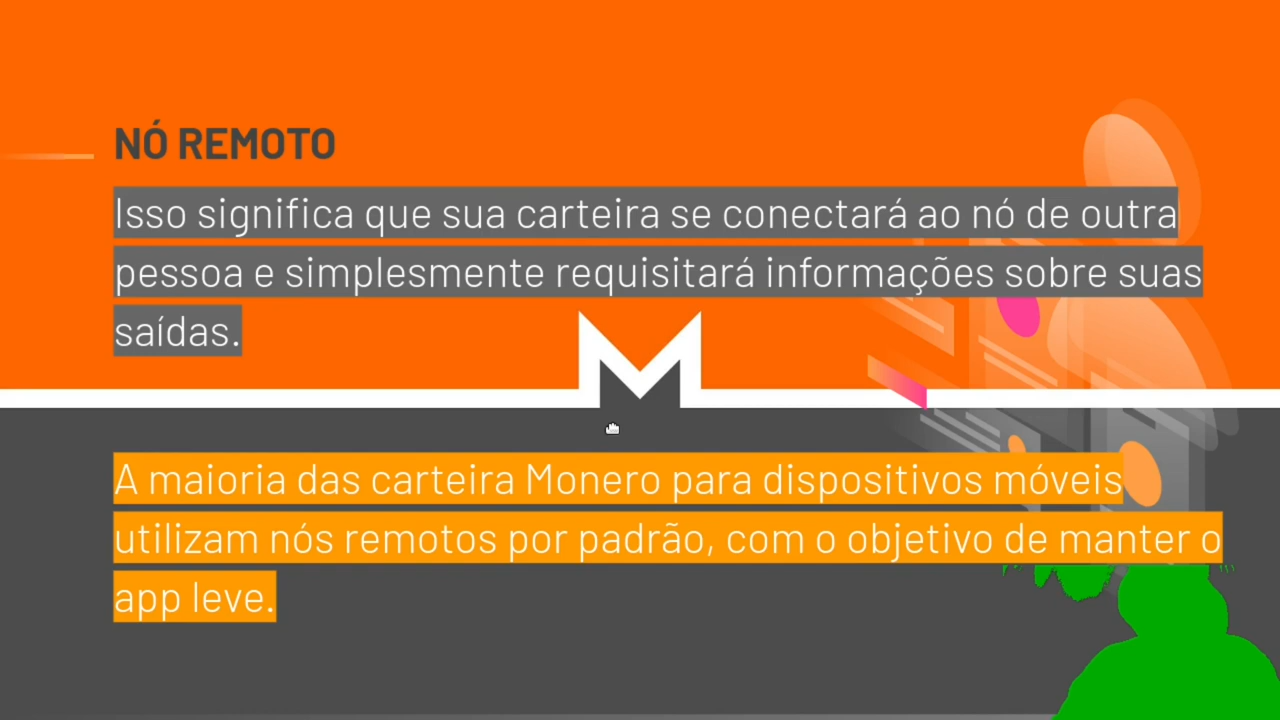 NÓ REMOTO
Isso significa que sua carteira se conectará ao nó de outra
pessoa e simplesmente requisitará informações sobre suas
saídas.
A maioria das carteira Monero para dispositivos móveis
utilizam nós remotos por padrão, com o objetivo de manter o
app leve.